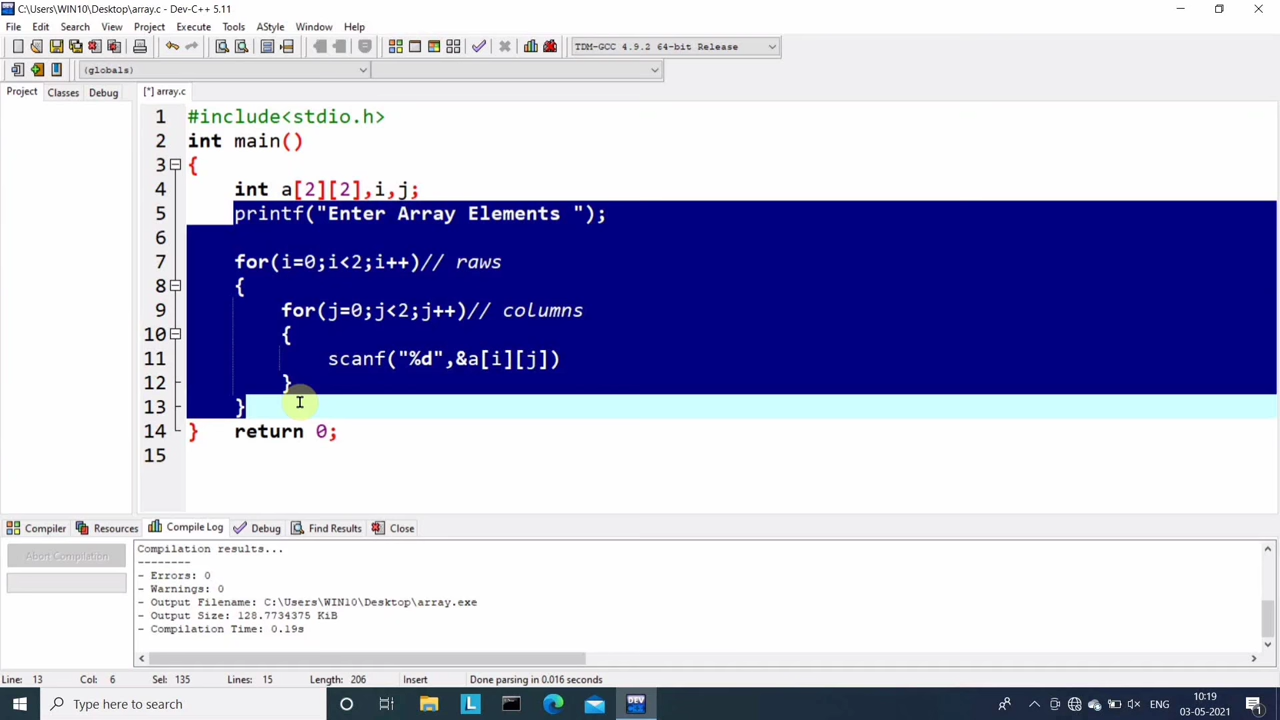 C:\Users\WIN10\Desktop\array.c - Dev-C++ 5.11
File Edit Search View Project Execute Tools AStyle Window Help
TDM-GCC 4.9.2 64-bit Release
(globals)
Project Classes Debug
[*] array.c
1 #include<stdio.h>
2 int main()
3 {
4 int a[2][2],i,j;
5 printf("Enter Array Elements ");
6
7 for(i=0;i<2;i++)// raws
8 {
9 for(j=0;j<2;j++)// columns
10 {
11 scanf("%d",&a[i][j])
12 }
13 }
14 } return 0;
15
Compiler Resources Compile Log Debug Find Results Close
Abort Compilation
Compilation results...
--------
- Errors: 0
- Warnings: 0
- Output Filename: C:\Users\WIN10\Desktop\array.exe
- Output Size: 128.7734375 KiB
- Compilation Time: 0.19s
Line: 13 Col: 6 Sel: 135 Lines: 15 Length: 206 Insert Done parsing in 0.016 seconds
Type here to search
L
DEV
ENG
10:19
03-05-2021
1